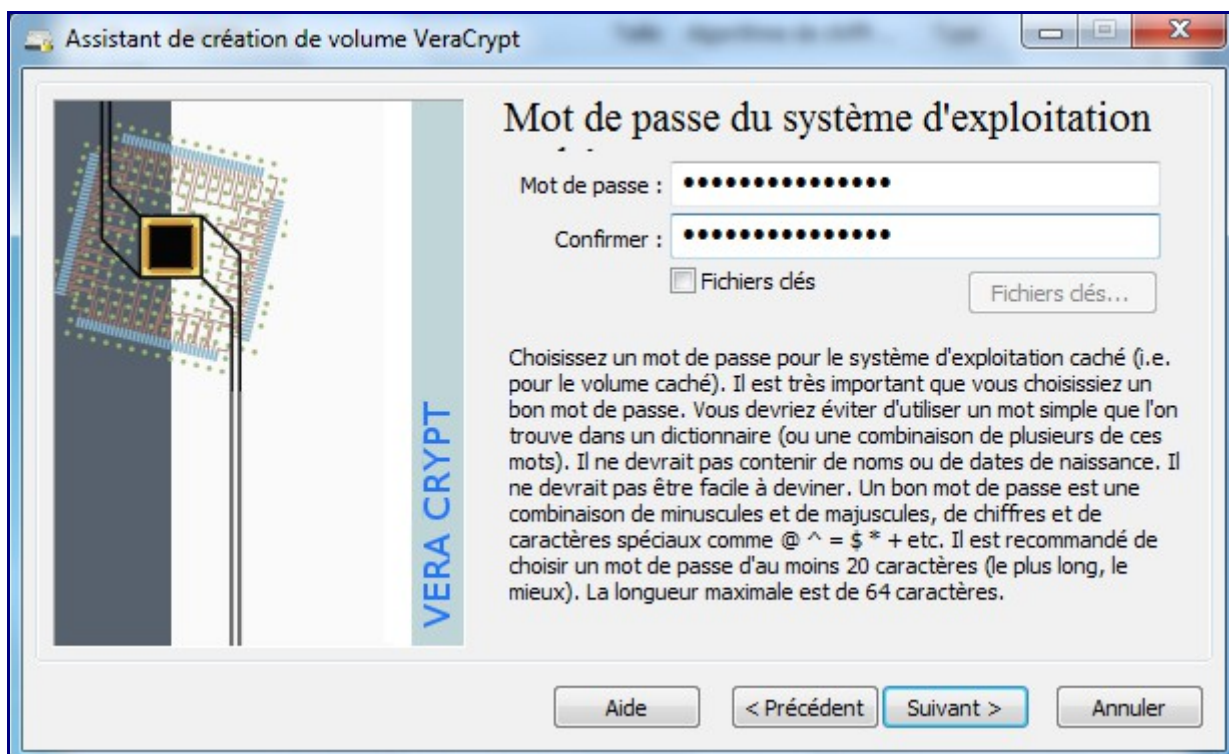 Assistant de création de volume VeraCrypt
Mot de passe du système d'exploitation
Mot de passe : •••••••••••••••
Confirmer : •••••••••••••••
Fichiers clés
Fichiers clés...
Choisissez un mot de passe pour le système d'exploitation caché (i.e.
pour le volume caché). Il est très important que vous choisissiez un
bon mot de passe. Vous devriez éviter d'utiliser un mot simple que l'on
trouve dans un dictionnaire (ou une combinaison de plusieurs de ces
mots). Il ne devrait pas contenir de noms ou de dates de naissance. Il
ne devrait pas être facile à deviner. Un bon mot de passe est une
combinaison de minuscules et de majuscules, de chiffres et de
caractères spéciaux comme @ ^ = $ * + etc. Il est recommandé de
choisir un mot de passe d'au moins 20 caractères (le plus long, le
mieux). La longueur maximale est de 64 caractères.
VERA CRYPT
Aide
< Précédent
Suivant >
Annuler